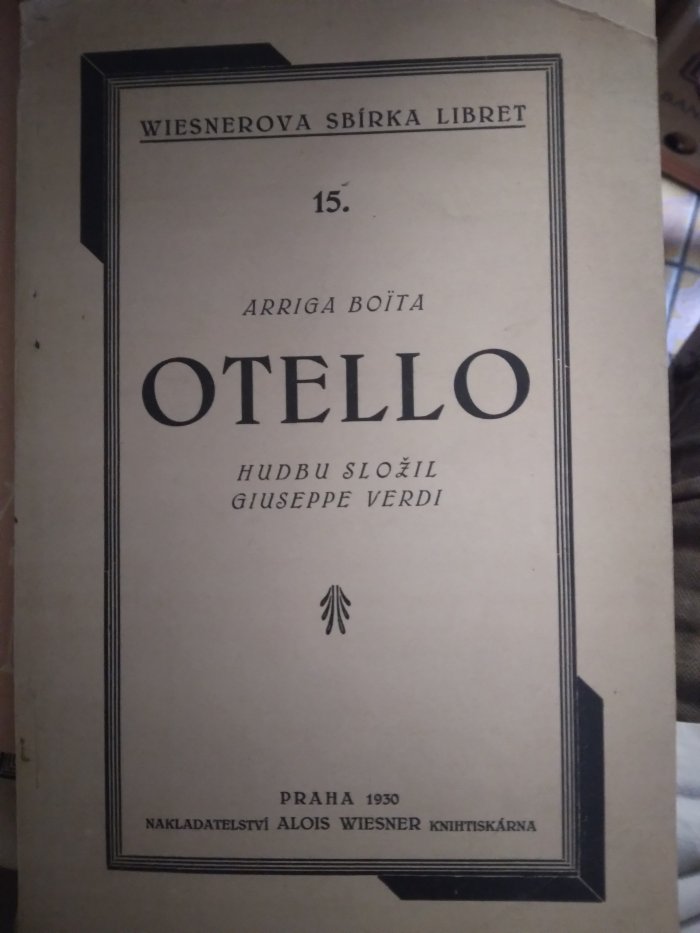 WIESNEROVA SBÍRKA LIBRET
15.
ARRIGA BOÏTA
OTELLO
HUDBU SLOŽIL
GIUSEPPE VERDI
PRAHA 1930
NAKLADATELSTVÍ ALOIS WIESNER KNIHTISKÁRNA